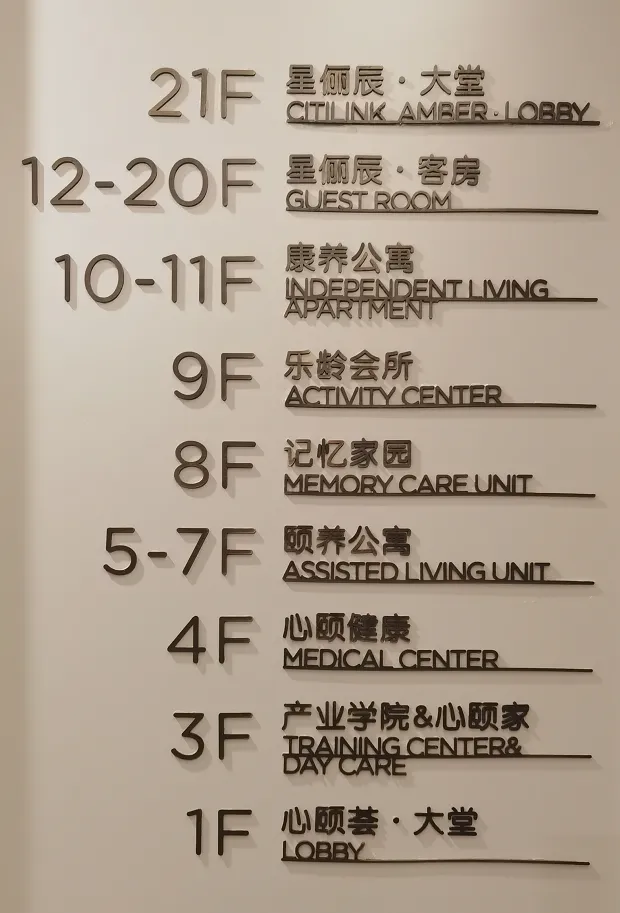 21F 星俪辰·大堂
CITILINK AMBER·LOBBY
12-20F 星俪辰·客房
GUEST ROOM
10-11F 康养公寓
INDEPENDENT LIVING
APARTMENT
9F 乐龄会所
ACTIVITY CENTER
8F 记忆家园
MEMORY CARE UNIT
5-7F 颐养公寓
ASSISTED LIVING UNIT
4F 心颐健康
MEDICAL CENTER
3F 产业学院&心颐家
TRAINING CENTER&
DAY CARE
1F 心颐荟·大堂
LOBBY